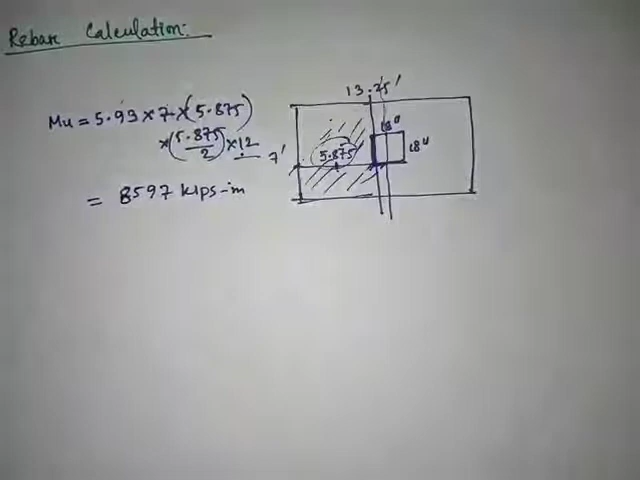 Rebar Calculation:
13.25'
Mu = 5.93 x 7 x (5.875)
x (5.875/2) x 12
= 8597 kips-in
7'
18"
18"
5.875